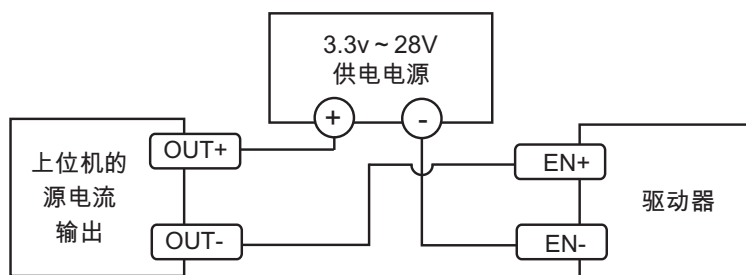 3.3v~28V
供电电源
+
-
上位机的
源电流
输出
OUT+
OUT-
EN+
EN-
驱动器